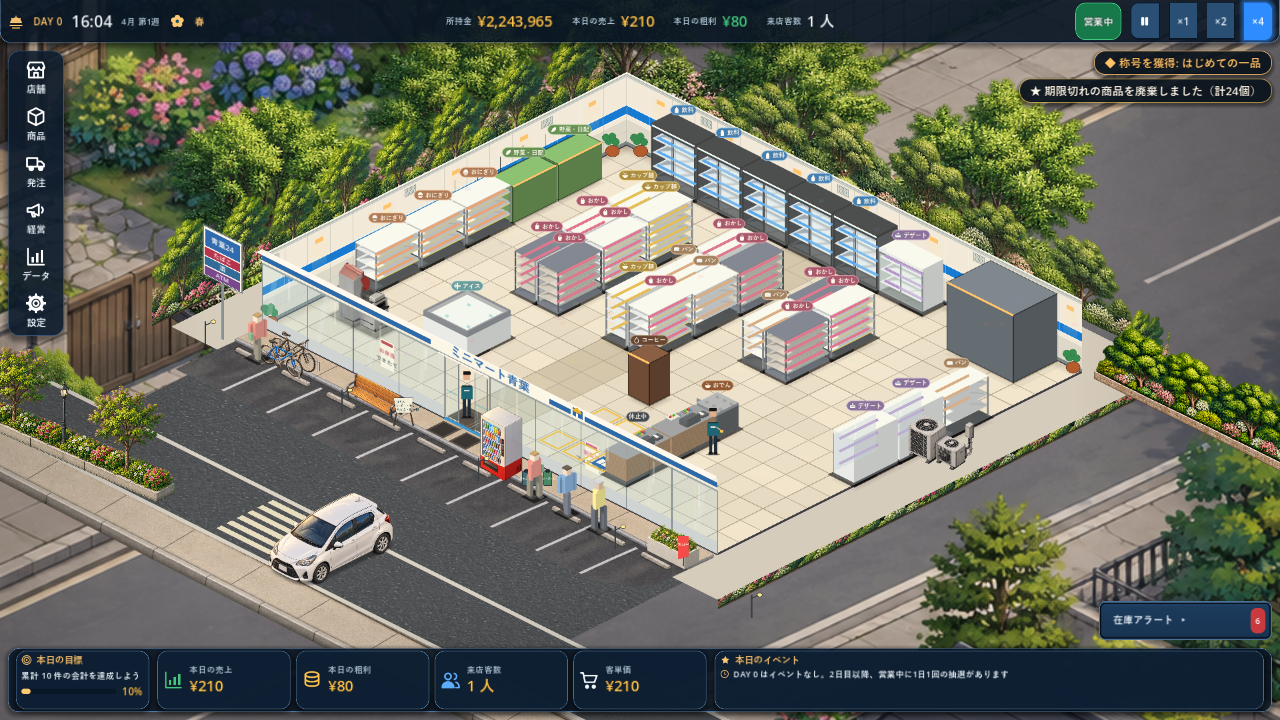 DAY 0 16:04 4月 第1週 春
所持金 ¥2,243,965 本日の売上 ¥210 本日の粗利 ¥80 来店客数 1 人
営業中 ×1 ×2 ×4
店舗
商品
発注
経営
データ
設定
◆ 称号を獲得: はじめての一品
★ 期限切れの商品を廃棄しました（計24個）
飲料
飲料
飲料
飲料
飲料
野菜・日配
野菜・日配
おにぎり
おにぎり
おにぎり
カップ麺
カップ麺
おかし
おかし
おかし
おかし
おかし
おかし
パン
パン
カップ麺
おかし
デザート
おかし
おかし
パン
おかし
アイス
コーヒー
おでん
休止中
パン
デザート
デザート
青葉24
たばこ
酒
ATM
ミニマート青葉
在庫アラート 6
本日の目標
累計 10 件の会計を達成しよう
10%
本日の売上
¥210
本日の粗利
¥80
来店客数
1 人
客単価
¥210
★ 本日のイベント
DAY 0 はイベントなし。2日目以降、営業中に1日1回の抽選があります